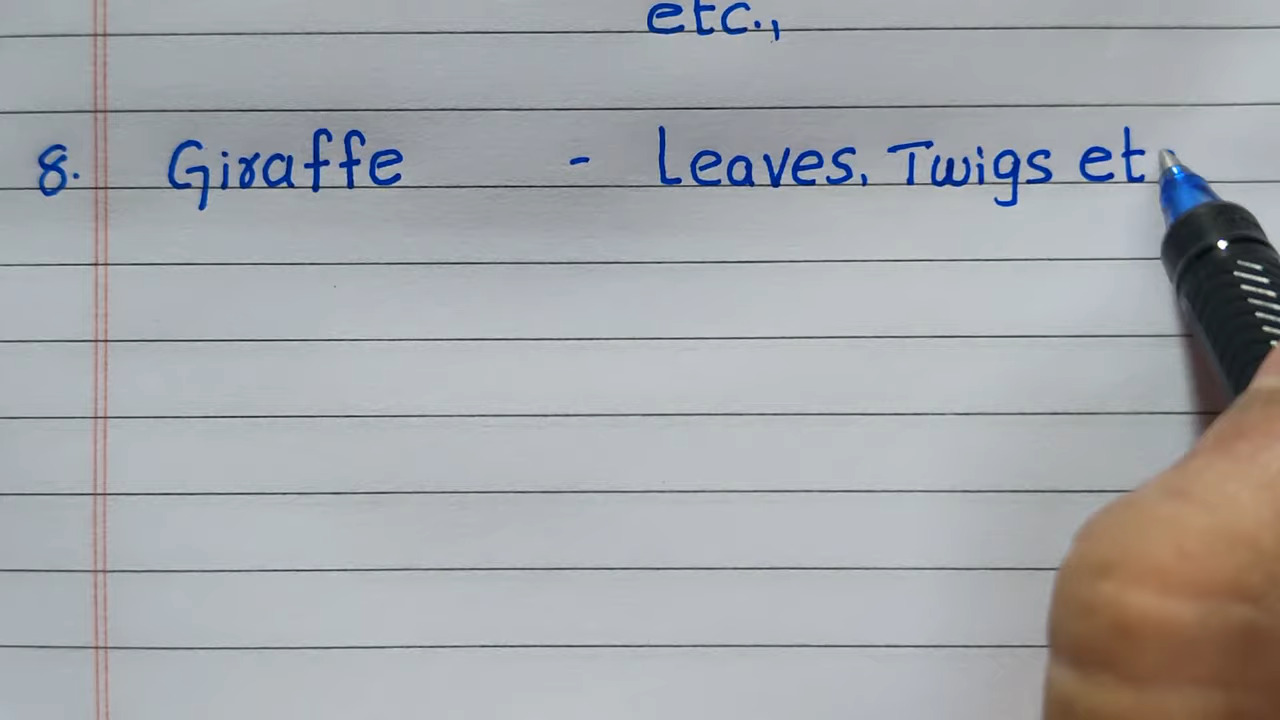 etc.,
8. Giraffe - Leaves, Twigs et